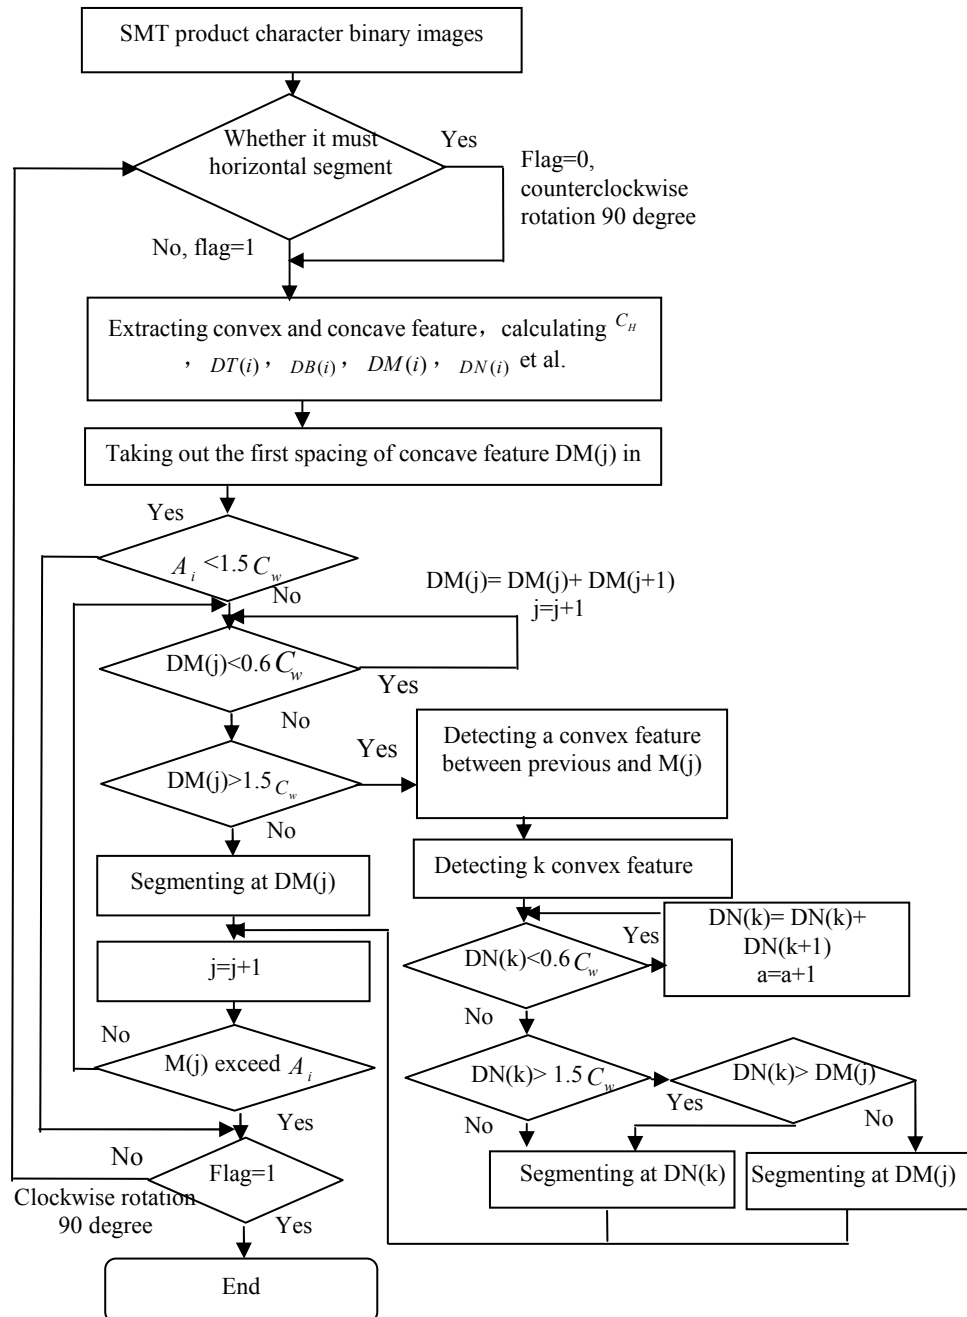 SMT product character binary images
Whether it must
horizontal segment
Yes
Flag=0,
counterclockwise
rotation 90 degree
No, flag=1
Extracting convex and concave feature，calculating C_H
， DT(i)， DB(i)， DM(i)， DN(i) et al.
Taking out the first spacing of concave feature DM(j) in
Yes
A_i <1.5 C_w
No
DM(j)= DM(j)+ DM(j+1)
j=j+1
DM(j)<0.6 C_w
Yes
No
DM(j)>1.5 C_w
Yes
Detecting a convex feature
between previous and M(j)
No
Segmenting at DM(j)
Detecting k convex feature
DN(k)<0.6 C_w
Yes
DN(k)= DN(k)+
DN(k+1)
a=a+1
No
j=j+1
No
M(j) exceed A_i
Yes
DN(k)> 1.5 C_w
Yes
DN(k)> DM(j)
No
No
Segmenting at DN(k)
Segmenting at DM(j)
No
Flag=1
Clockwise rotation
90 degree
Yes
End